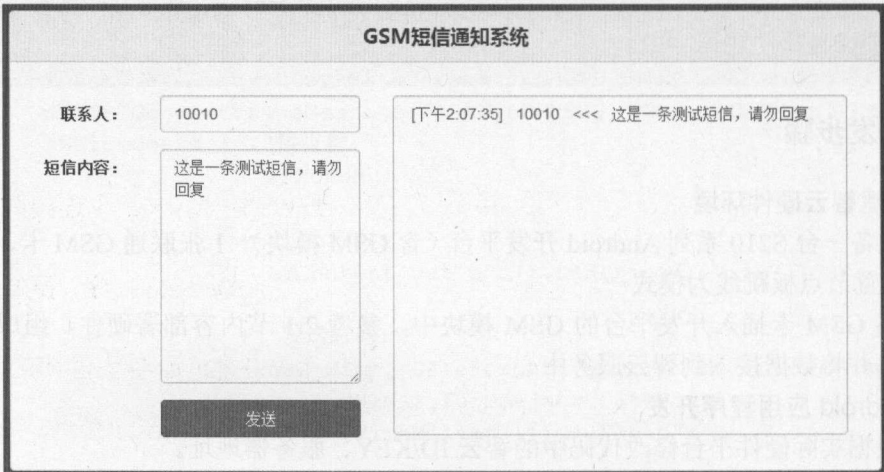 GSM短信通知系统
联系人： 10010
短信内容： 这是一条测试短信，请勿
回复
发送
[下午2:07:35] 10010 <<< 这是一条测试短信，请勿回复